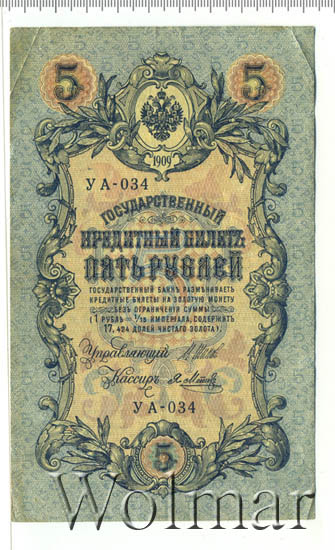 5 5
1909
УА-034
ГОСУДАРСТВЕННЫЙ
КРЕДИТНЫЙ БИЛЕТЪ
ПЯТЬ РУБЛЕЙ
ГОСУДАРСТВЕННЫЙ БАНКЪ РАЗМѢНИВАЕТЪ
КРЕДИТНЫЕ БИЛЕТЫ НА ЗОЛОТУЮ МОНЕТУ
БЕЗЪ ОГРАНИЧЕНІЯ СУММЫ
(1 РУБЛЬ = 1/15 ИМПЕРІАЛА, СОДЕРЖИТЪ
17,424 ДОЛЕЙ ЧИСТАГО ЗОЛОТА).
Управляющій
Кассиръ
УА-034
5
Wolmar